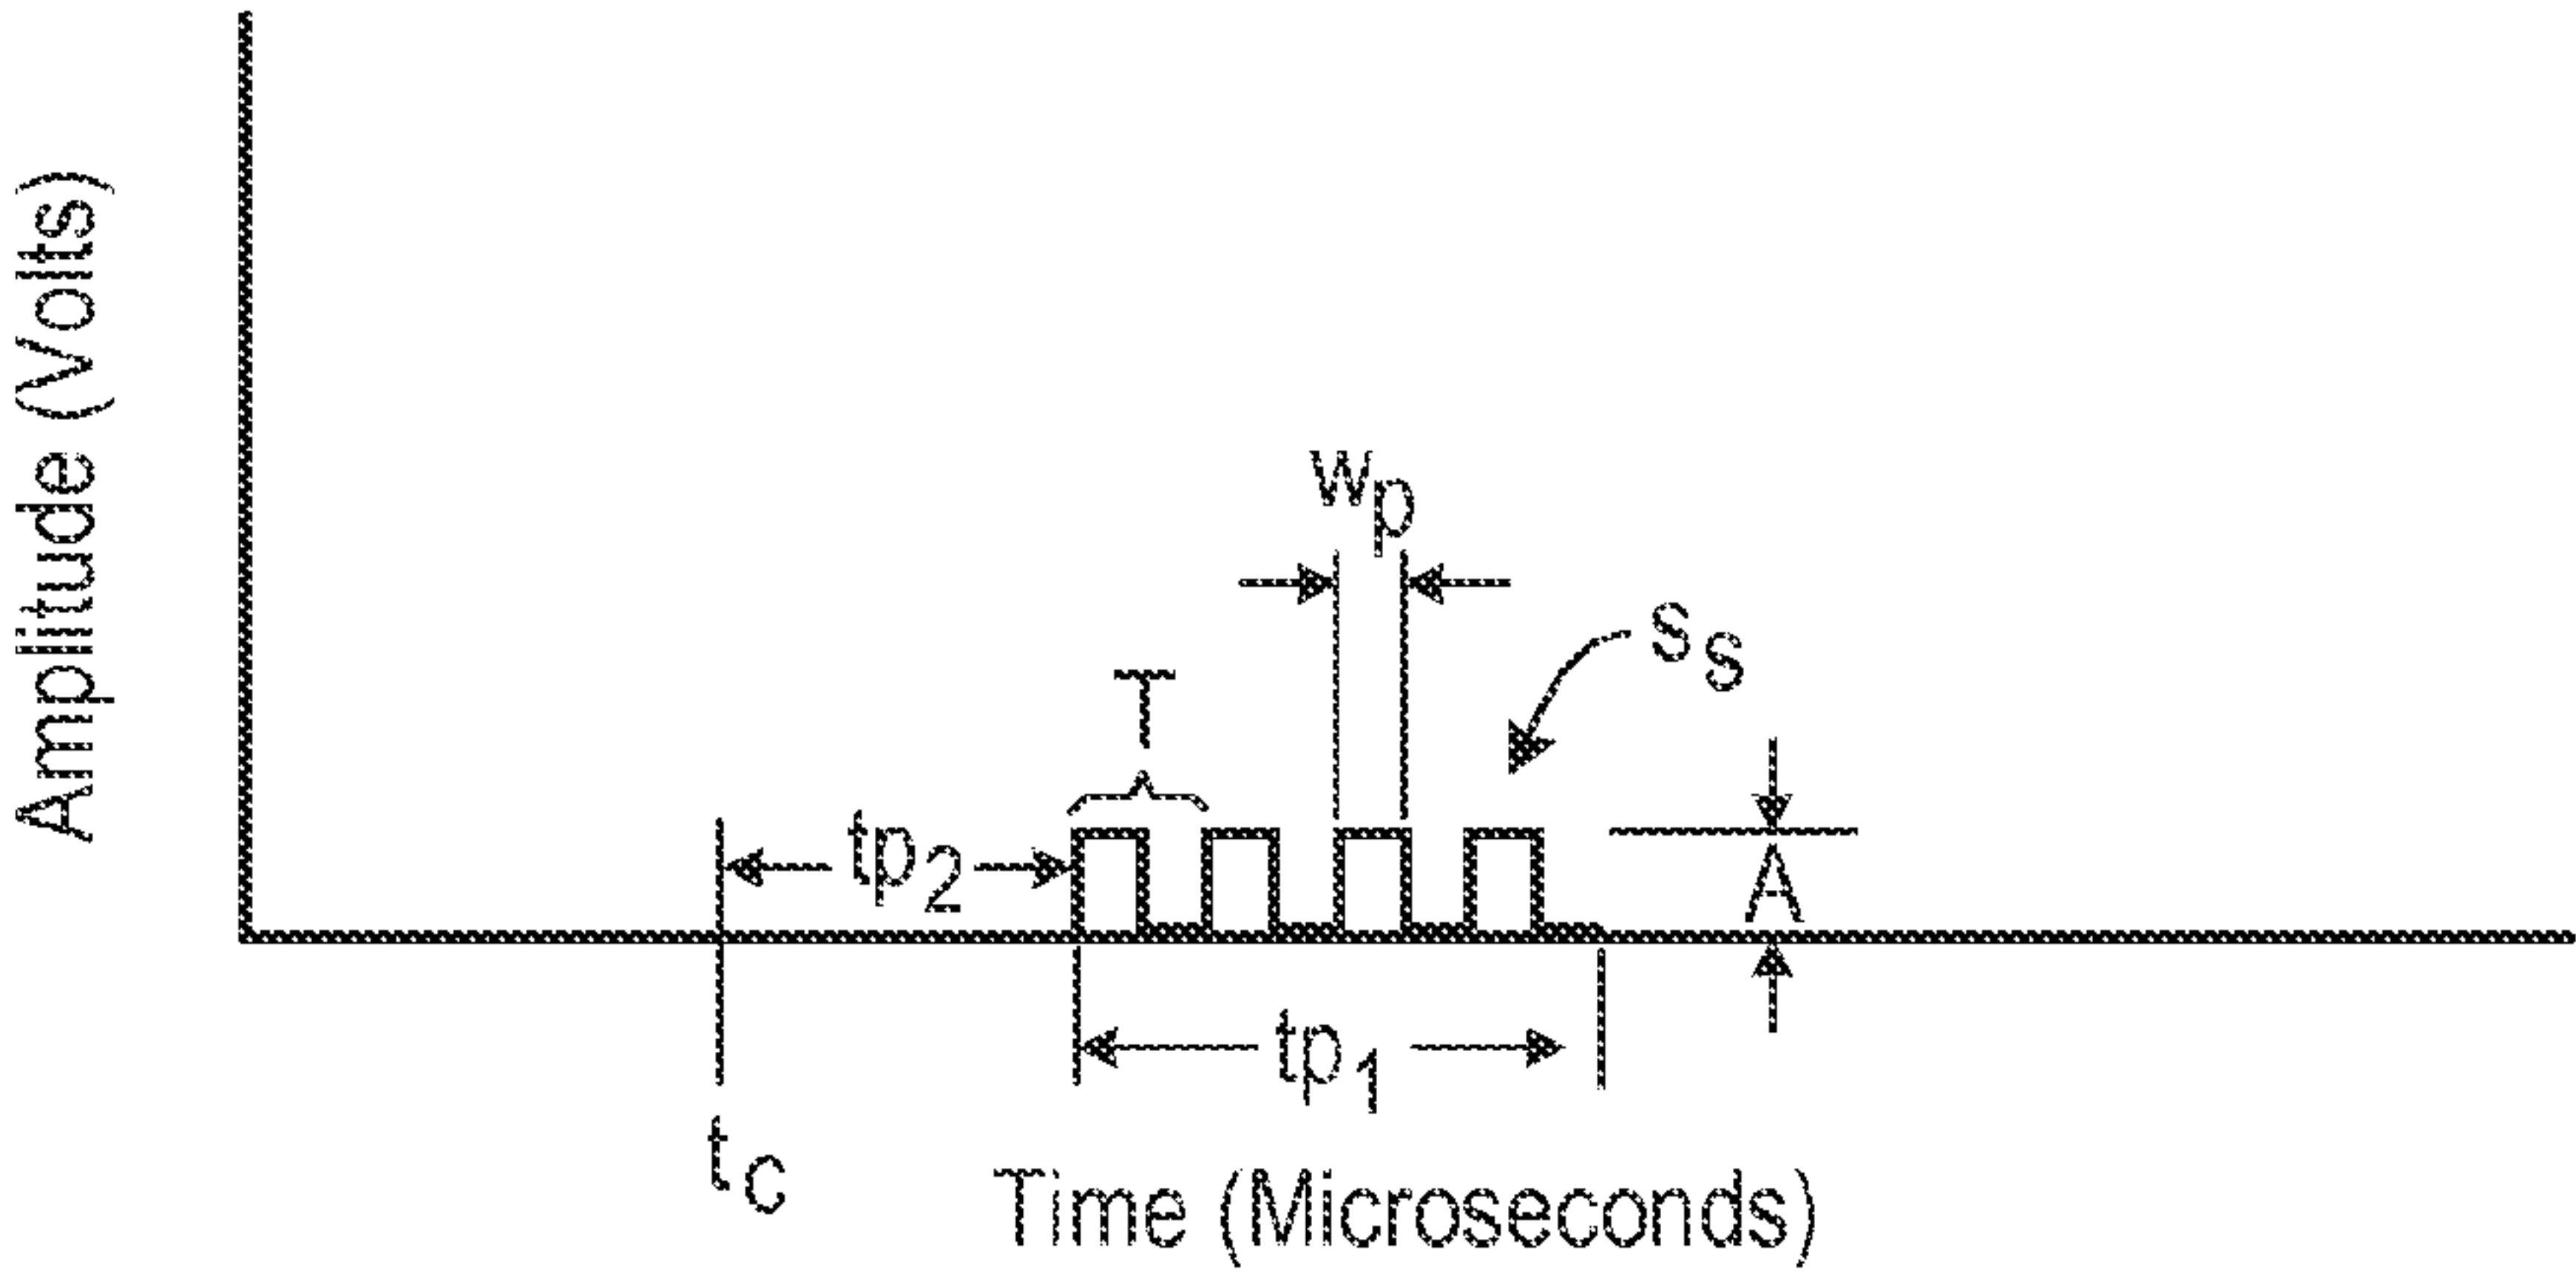 Amplitude (Volts)
wp
ss
T
tp2
A
tp1
tc
Time (Microseconds)